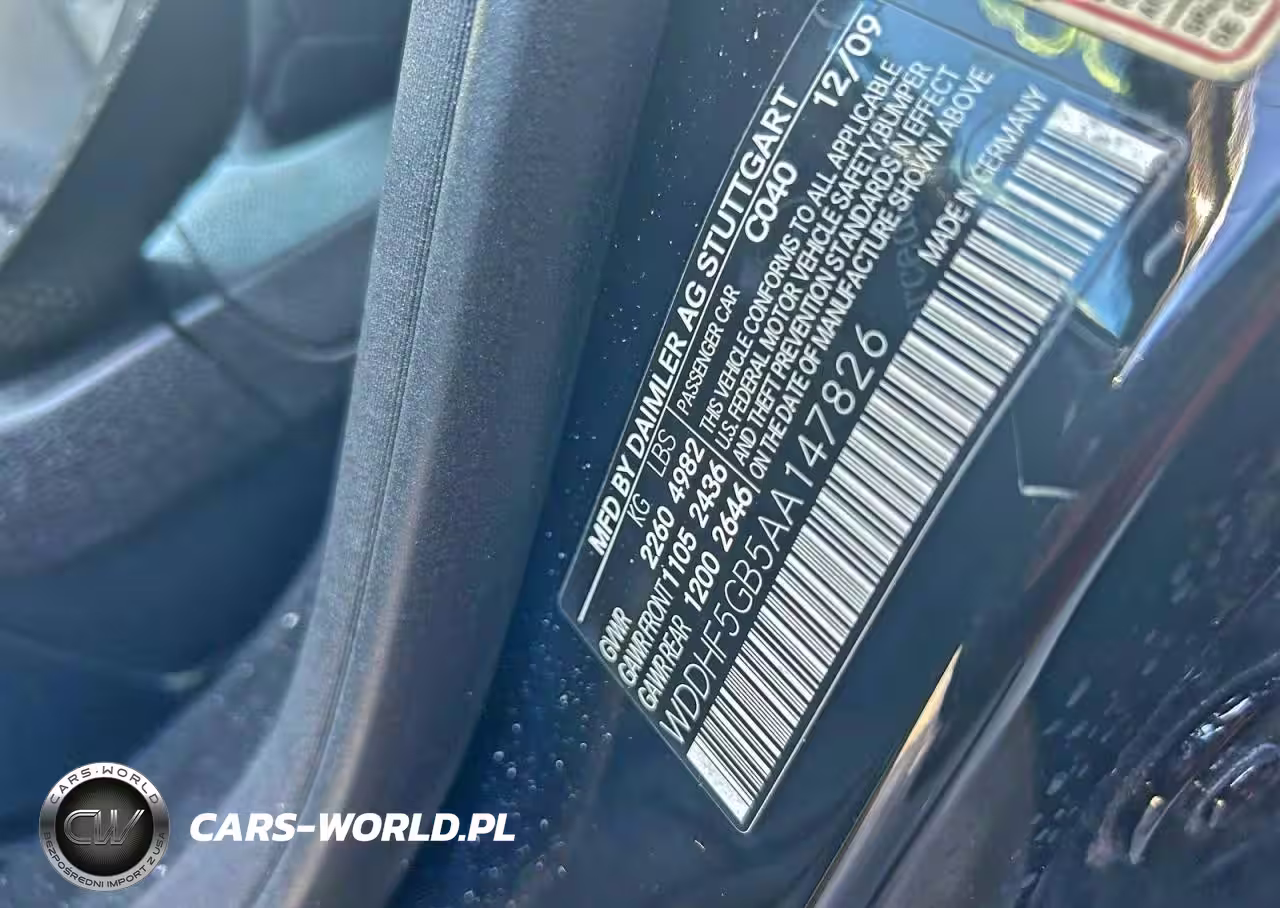 MFD BY DAIMLER AG STUTTGART
C040 12/09
KG LBS PASSENGER CAR
GVWR 2260 4982
GAWR FRONT 1105 2436
GAWR REAR 1200 2646
THIS VEHICLE CONFORMS TO ALL APPLICABLE
U.S. FEDERAL MOTOR VEHICLE SAFETY, BUMPER
AND THEFT PREVENTION STANDARDS IN EFFECT
ON THE DATE OF MANUFACTURE SHOWN ABOVE
WDDHF5GB5AA147826
MADE IN GERMANY
CARS-WORLD
CW
BEZPOŚREDNI IMPORT Z USA
CARS-WORLD.PL